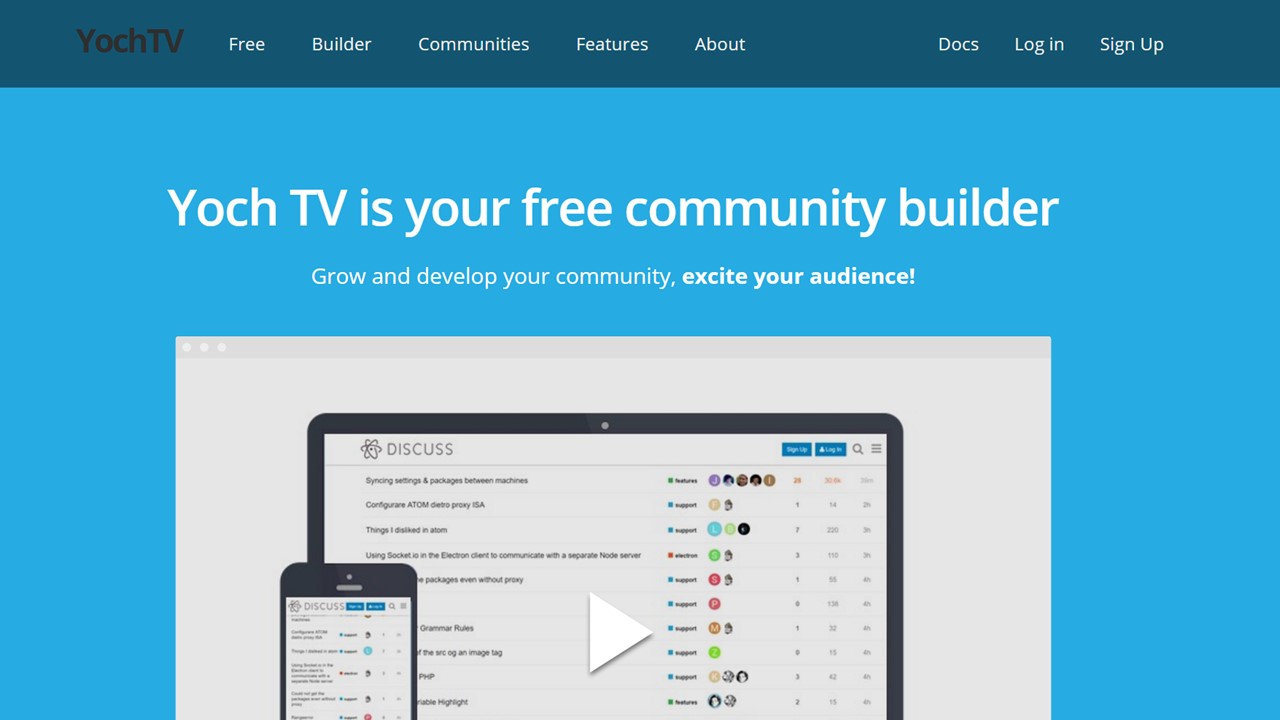 YochTV Free Builder Communities Features About Docs Log in Sign Up
Yoch TV is your free community builder
Grow and develop your community, excite your audience!
DISCUSS Sign Up Log In
Syncing settings & packages between machines features J I 28 30.6k 39m
Configurare ATOM dietro proxy ISA support F 1 14 2h
Things I disliked in atom support L B 7 220 3h
Using Socket.io in the Electron client to communicate with a separate Node server electron S 3 110 3h
e packages even without proxy support S 1 55 4h
support P 0 138 4h
Grammar Rules support M 1 32 4h
of the src og an image tag support Z 0 15 4h
PHP support K 3 42 4h
riable Highlight features 2 15 4h
DISCUSS Sign Up Log In
machines
Configurare ATOM
dietro proxy ISA support
Things I disliked in atom support L
Using Socket.io in the
Electron client to
communicate with a
separate Node server electron
Could not get the
packages even without
proxy support